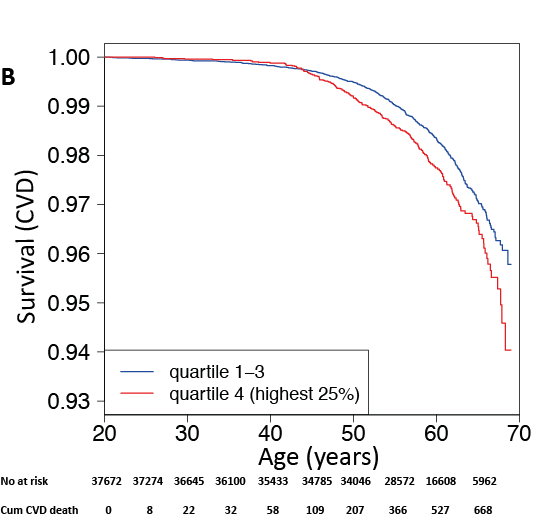 B
Survival (CVD)
1.00
0.99
0.98
0.97
0.96
0.95
0.94
0.93
quartile 1–3
quartile 4 (highest 25%)
20 30 40 50 60 70
Age (years)
No at risk 37672 37274 36645 36100 35433 34785 34046 28572 16608 5962
Cum CVD death 0 8 22 32 58 109 207 366 527 668